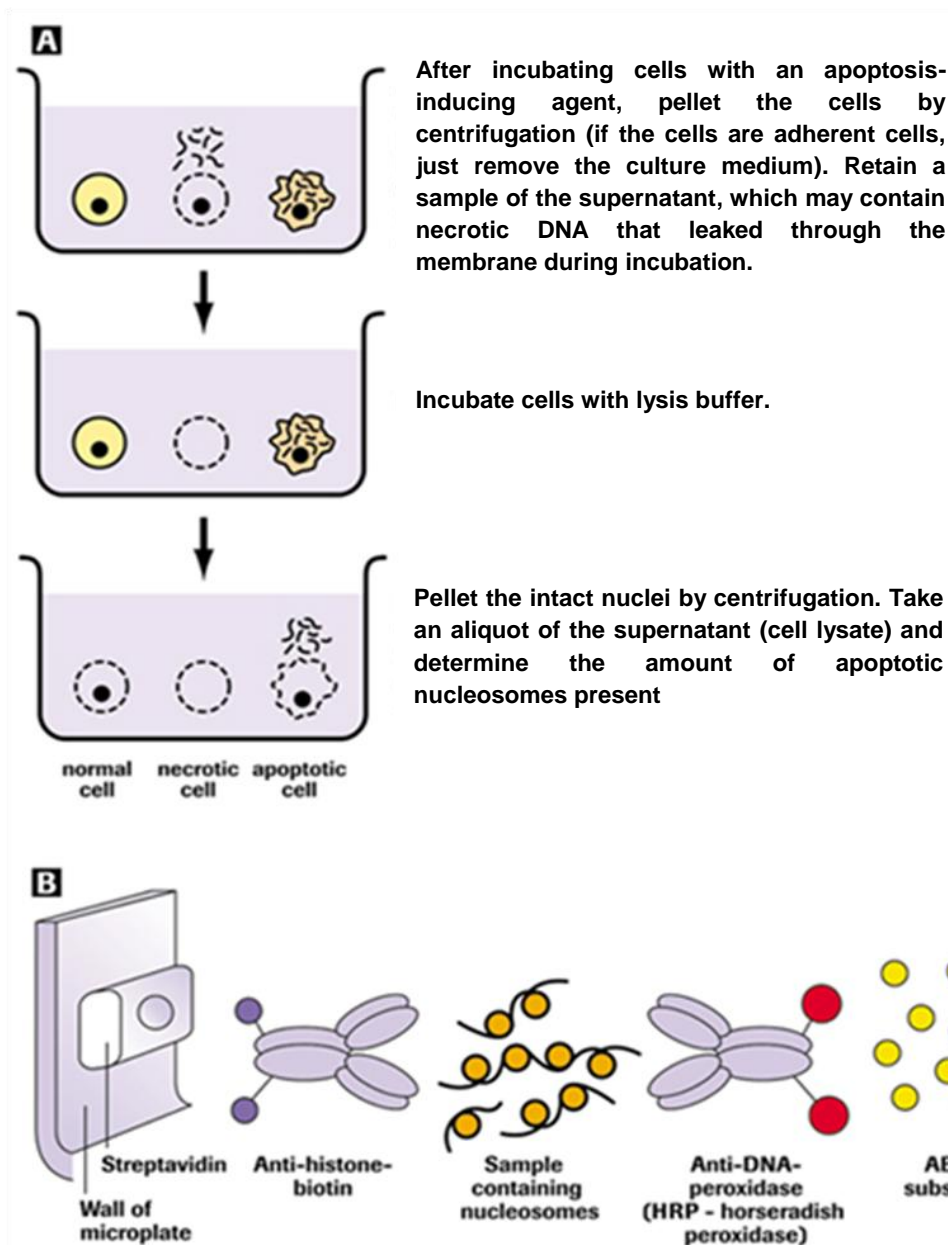 A
After incubating cells with an apoptosis-
inducing agent, pellet the cells by
centrifugation (if the cells are adherent cells,
just remove the culture medium). Retain a
sample of the supernatant, which may contain
necrotic DNA that leaked through the
membrane during incubation.
Incubate cells with lysis buffer.
Pellet the intact nuclei by centrifugation. Take
an aliquot of the supernatant (cell lysate) and
determine the amount of apoptotic
nucleosomes present
normal
cell
necrotic
cell
apoptotic
cell
B
Streptavidin
Wall of
microplate
Anti-histone-
biotin
Sample
containing
nucleosomes
Anti-DNA-
peroxidase
(HRP - horseradish
peroxidase)